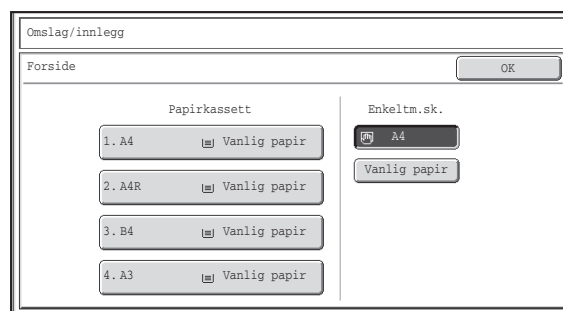 Omslag/innlegg
Forside
OK
Papirkassett
Enkeltm.sk.
1. A4 Vanlig papir
A4
2. A4R Vanlig papir
Vanlig papir
3. B4 Vanlig papir
4. A3 Vanlig papir